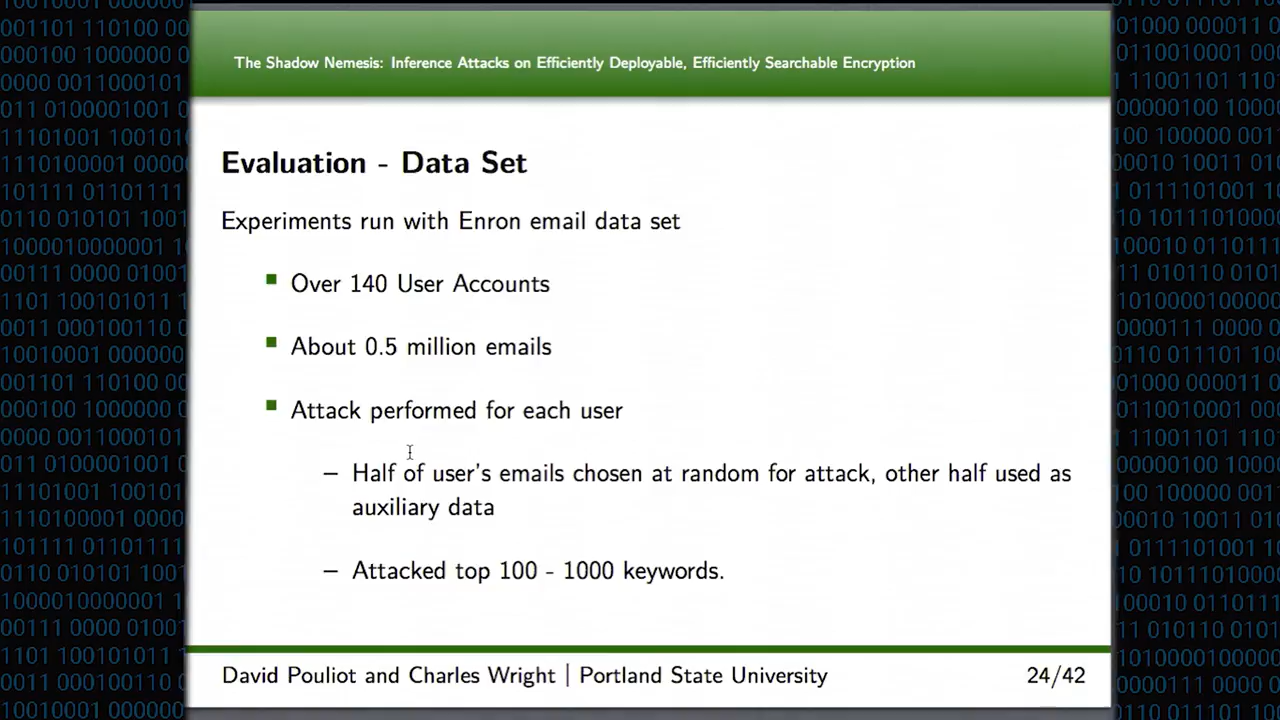 The Shadow Nemesis: Inference Attacks on Efficiently Deployable, Efficiently Searchable Encryption
Evaluation - Data Set
Experiments run with Enron email data set
Over 140 User Accounts
About 0.5 million emails
Attack performed for each user
– Half of user's emails chosen at random for attack, other half used as
auxiliary data
– Attacked top 100 - 1000 keywords.
David Pouliot and Charles Wright | Portland State University
24/42